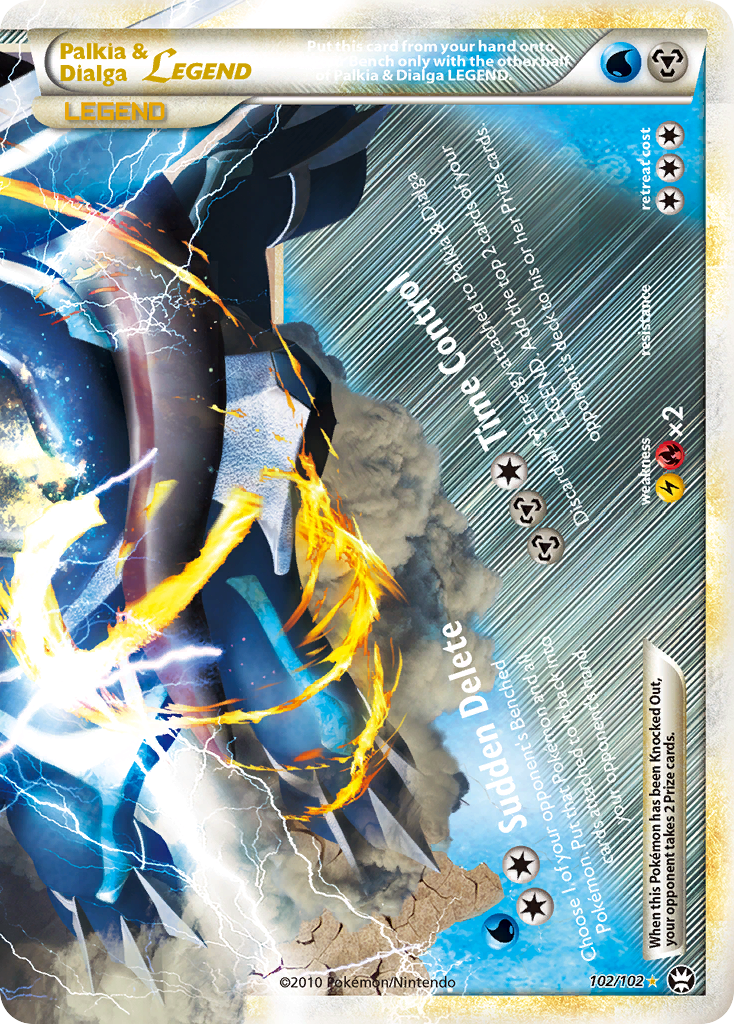 Palkia &
Dialga LEGEND
LEGEND
Put this card from your hand onto
Bench only with the other half
of Palkia & Dialga LEGEND.
Sudden Delete
Choose 1 of your opponent's Benched
Pokémon. Put that Pokémon and all
cards attached to it back into
your opponent's hand.
Time Control
Discard all Energy attached to Palkia & Dialga
LEGEND. Add the top 2 cards of your
opponent's deck to his or her Prize cards.
weakness
×2
resistance
retreat cost
When this Pokémon has been Knocked Out,
your opponent takes 2 Prize cards.
©2010 Pokémon/Nintendo
102/102